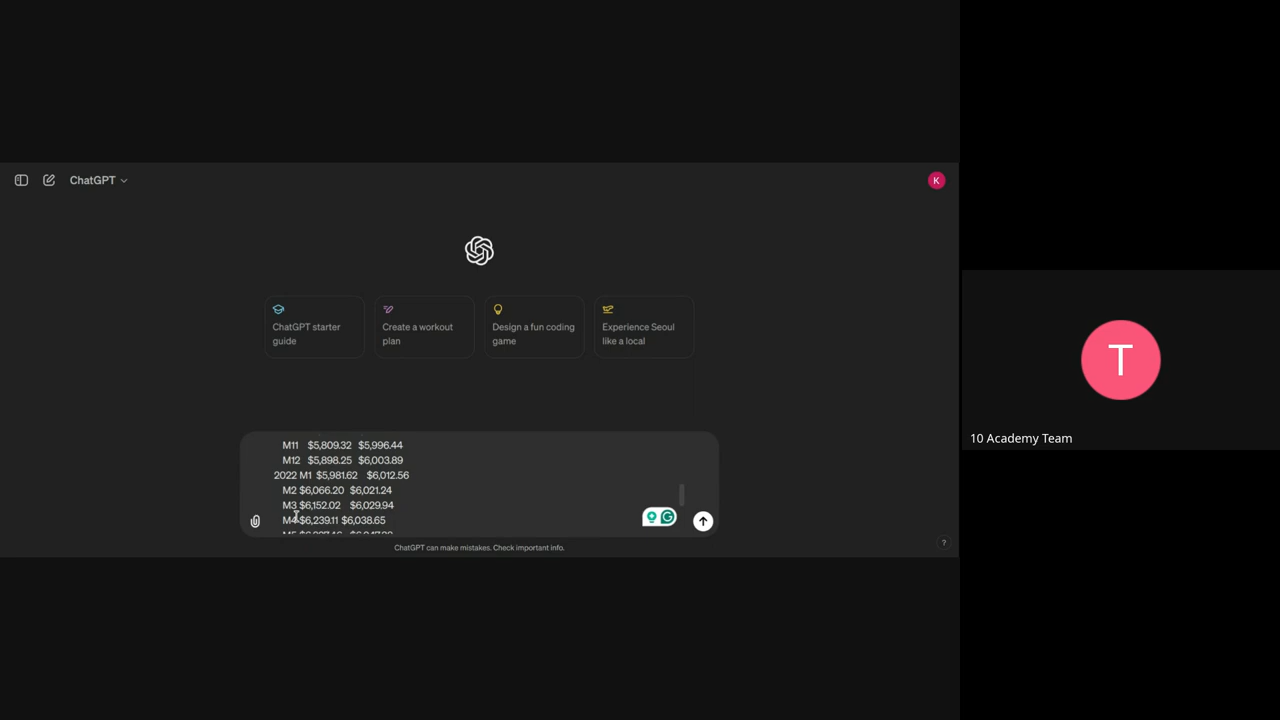 ChatGPT
K
ChatGPT starter
guide
Create a workout
plan
Design a fun coding
game
Experience Seoul
like a local
M11 $5,809.32 $5,996.44
M12 $5,898.25 $6,003.89
2022 M1 $5,981.62 $6,012.56
M2 $6,066.20 $6,021.24
M3 $6,152.02 $6,029.94
M4 $6,239.11 $6,038.65
ChatGPT can make mistakes. Check important info.
?
T
10 Academy Team